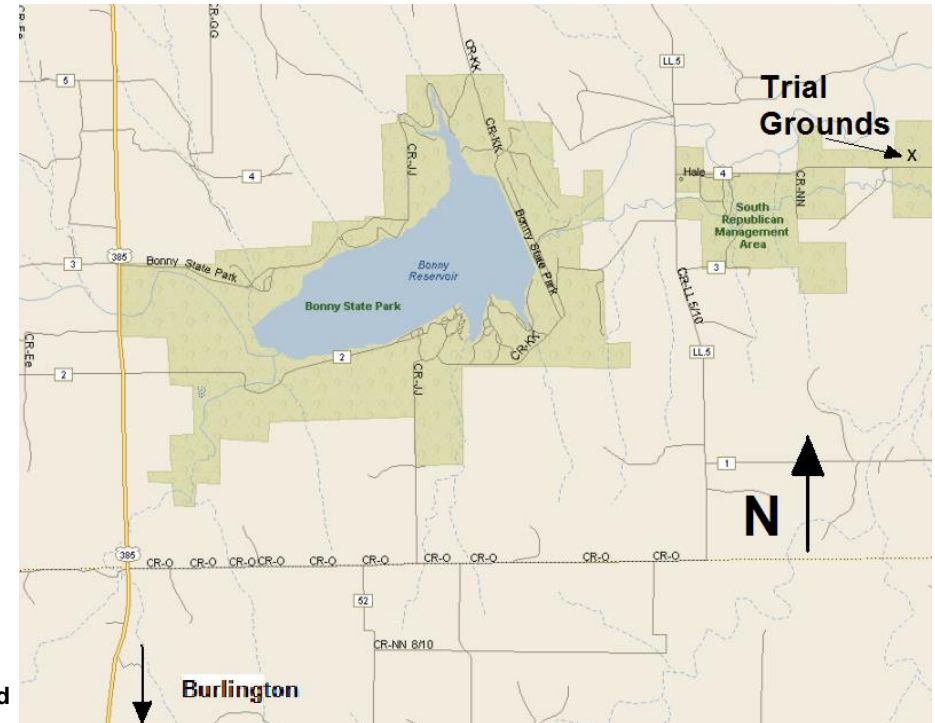 CR-Ee
CR-GG
CR-KK
LL.5
5
Trial
Grounds
X
CR-KK
CR-JJ
4
Hale
4
CR-NN
South
Republican
Management
Area
385
3
Bonny State Park
Bonny
Reservoir
Bonny State Park
3
Bonny State Park
CR-LL 5/10
CR-Ee
2
2
CR-KK
LL.5
CR-JJ
1
N
385
CR-O CR-O CR-O CR-O CR-O CR-O CR-O CR-O CR-O CR-O
52
CR-NN 8/10
Burlington
d